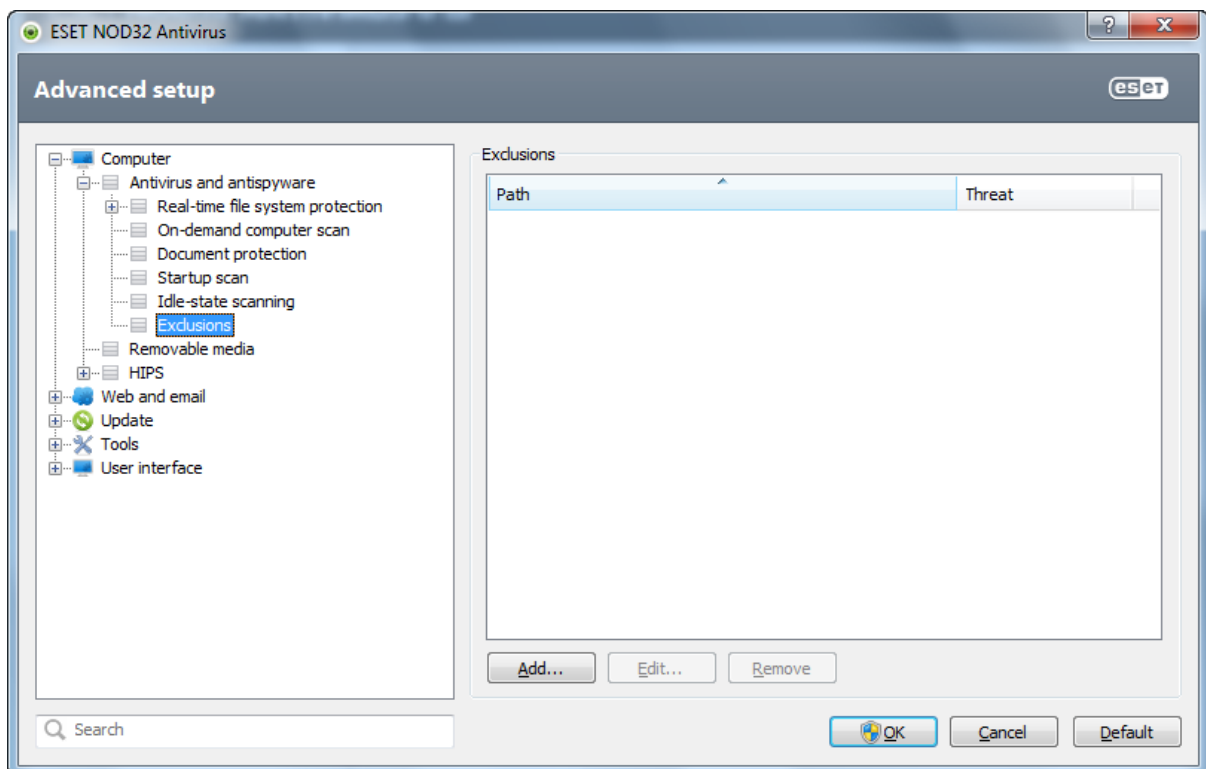 ESET NOD32 Antivirus
?
X
Advanced setup
eseT
Computer
Antivirus and antispyware
Real-time file system protection
On-demand computer scan
Document protection
Startup scan
Idle-state scanning
Exclusions
Removable media
HIPS
Web and email
Update
Tools
User interface
Search
Exclusions
Path Threat
Add... Edit... Remove
OK Cancel Default